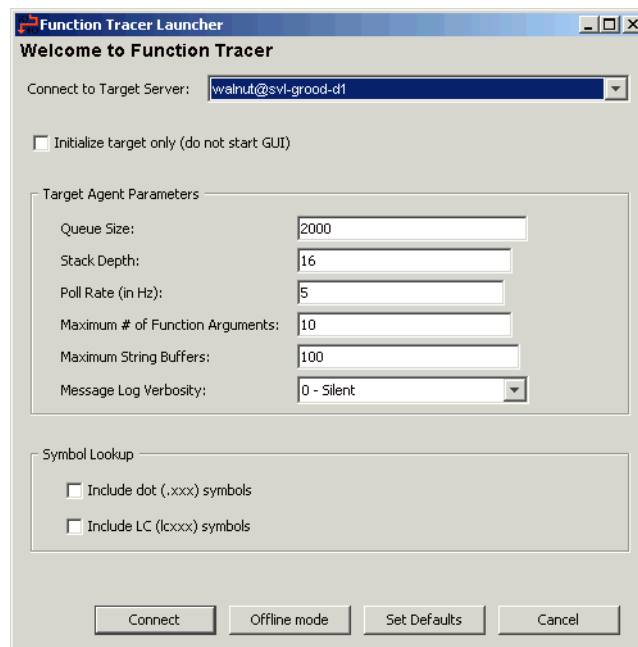 Function Tracer Launcher
Welcome to Function Tracer
Connect to Target Server: walnut@svl-grood-d1
Initialize target only (do not start GUI)
Target Agent Parameters
Queue Size: 2000
Stack Depth: 16
Poll Rate (in Hz): 5
Maximum # of Function Arguments: 10
Maximum String Buffers: 100
Message Log Verbosity: 0 - Silent
Symbol Lookup
Include dot (.xxx) symbols
Include LC (lcxxx) symbols
Connect Offline mode Set Defaults Cancel